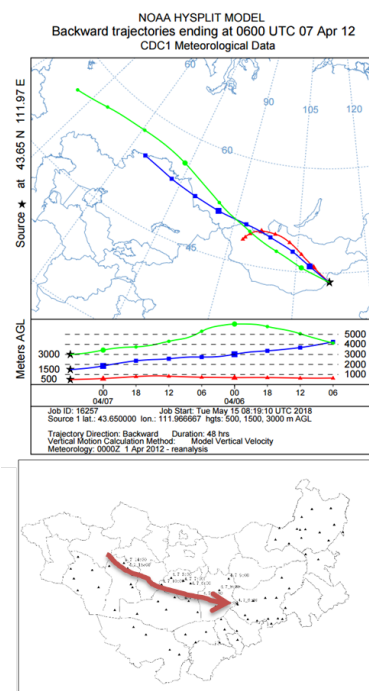 NOAA HYSPLIT MODEL
Backward trajectories ending at 0600 UTC 07 Apr 12
CDC1 Meteorological Data
Source ★ at 43.65 N 111.97 E
60
90
105
120
60
45
Meters AGL
3000
1500
500
5000
4000
3000
2000
1000
00 18 12 06 00 18 12 06
04/07 04/06
Job ID: 16257 Job Start: Tue May 15 08:19:10 UTC 2018
Source 1 lat.: 43.650000 lon.: 111.966667 hgts: 500, 1500, 3000 m AGL
Trajectory Direction: Backward Duration: 48 hrs
Vertical Motion Calculation Method: Model Vertical Velocity
Meteorology: 0000Z 1 Apr 2012 - reanalysis